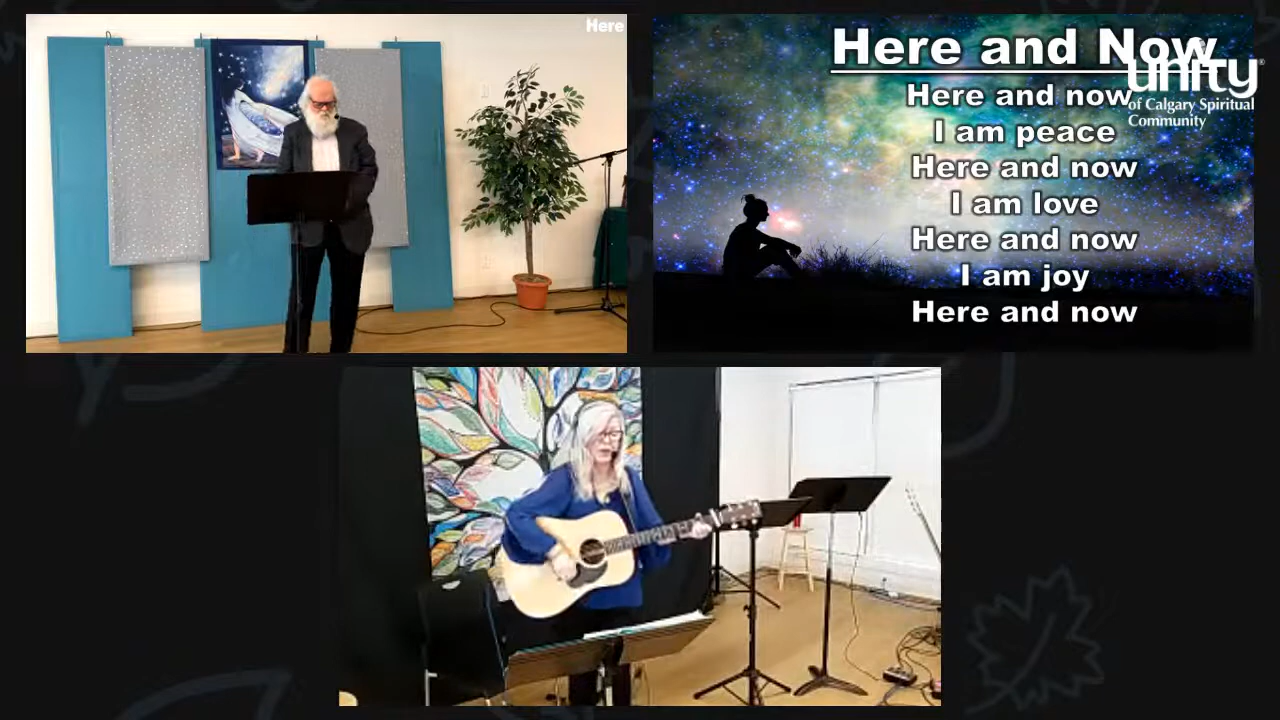 Here
Here and Now
unity®
of Calgary Spiritual
Community
Here and now
I am peace
Here and now
I am love
Here and now
I am joy
Here and now